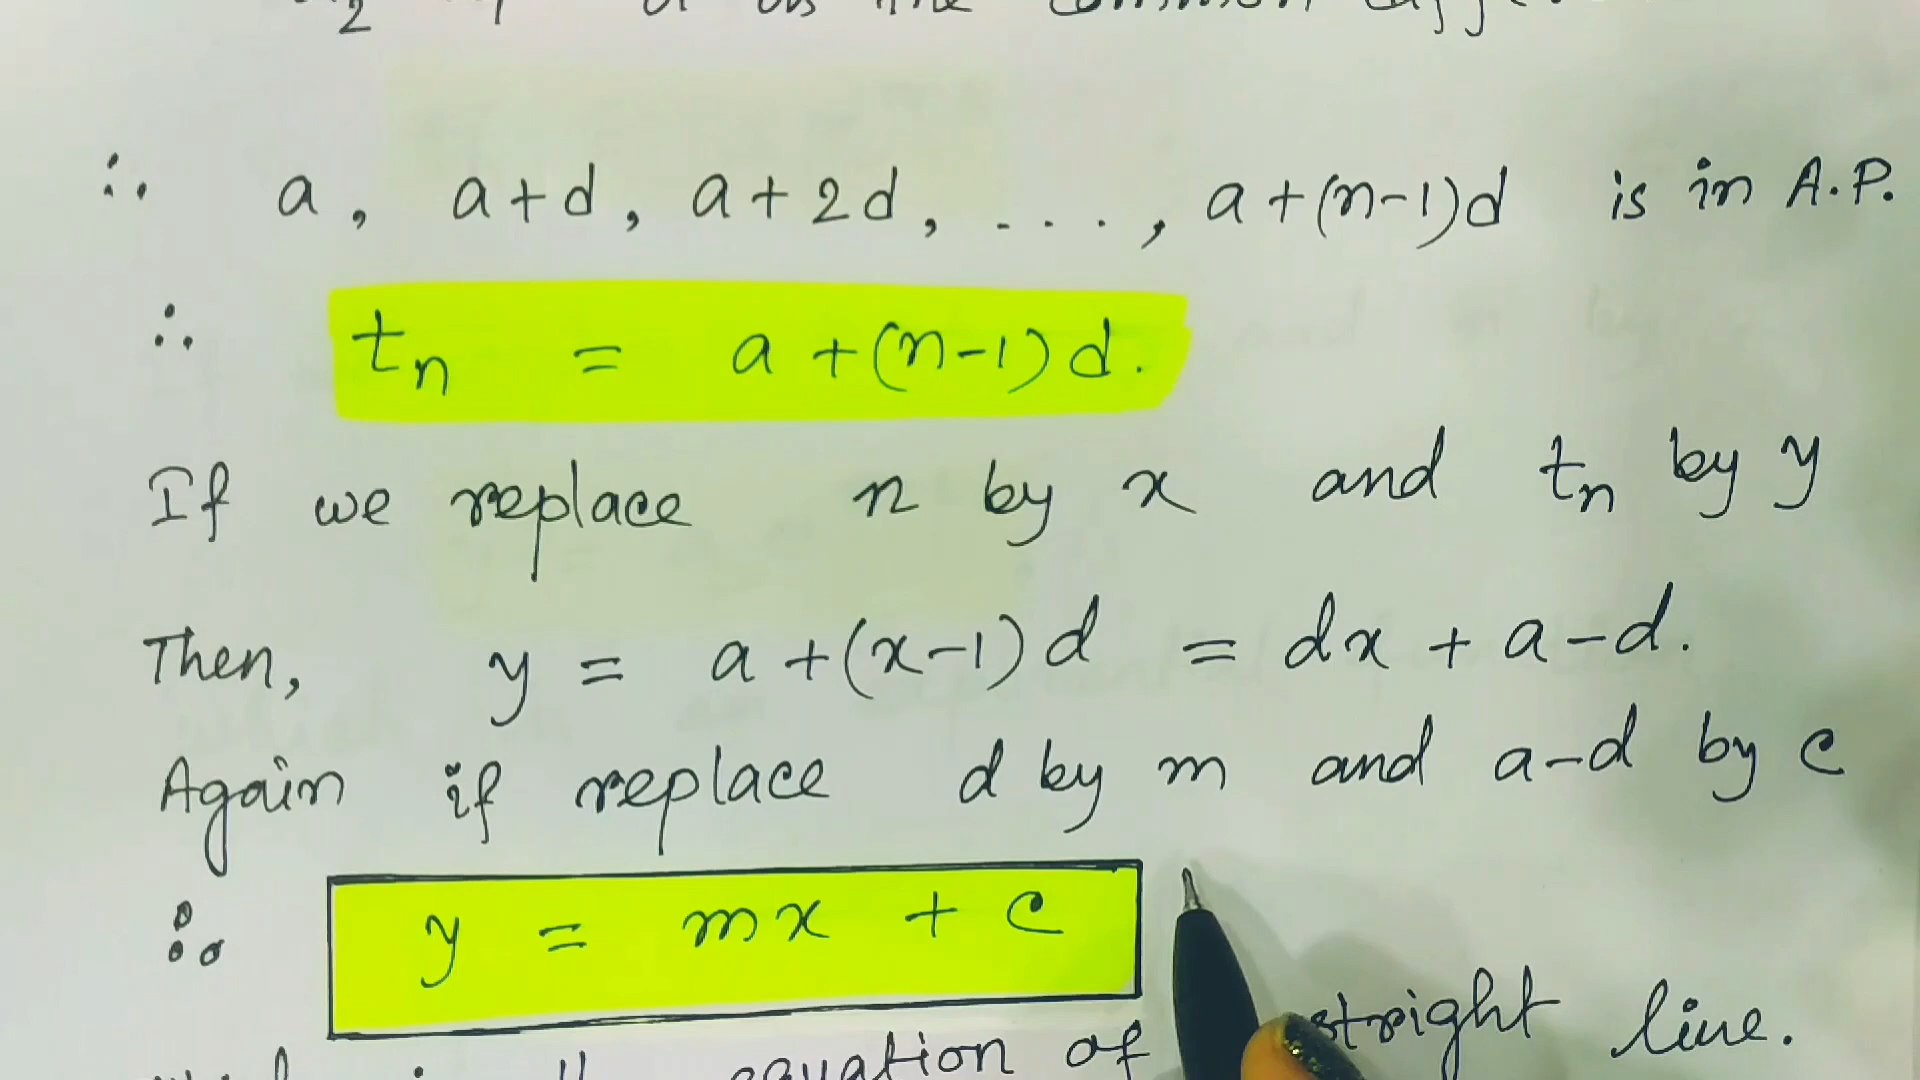 ∴ a, a+d, a+2d, ...., a+(n-1)d is in A.P.
∴ tn = a+(n-1)d.
If we replace n by x and tn by y
Then, y = a+(x-1)d = dx + a-d.
Again if replace d by m and a-d by c
∴ y = mx + c
equation of stright line.